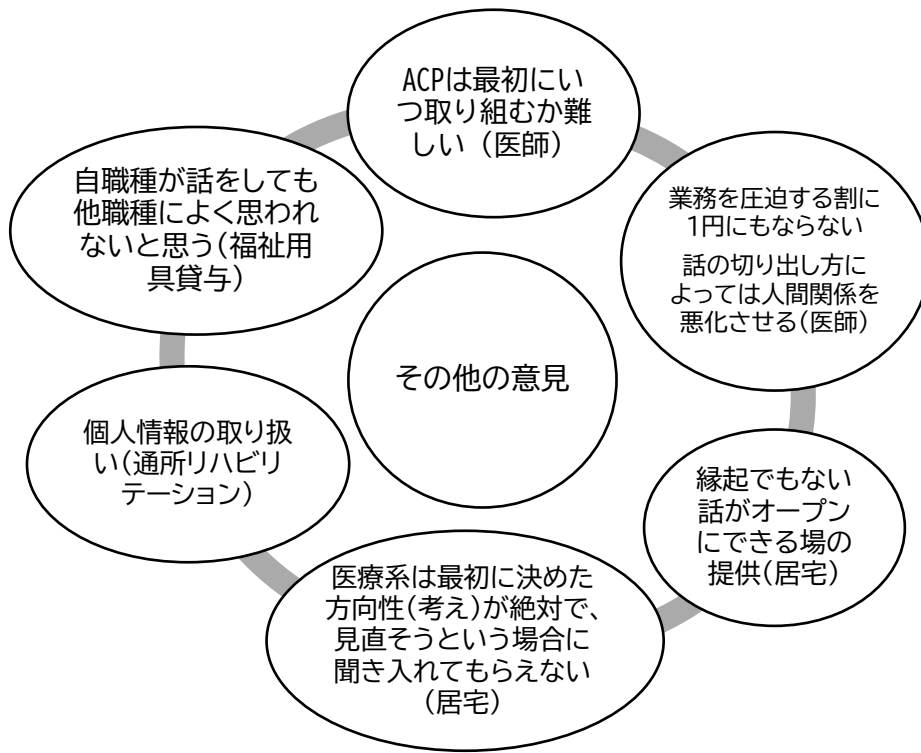 ACPは最初にい
つ取り組むか難
しい（医師）
業務を圧迫する割に
1円にもならない
話の切り出し方に
よっては人間関係を
悪化させる（医師）
縁起でもない
話がオープン
にできる場の
提供（居宅）
医療系は最初に決めた
方向性（考え）が絶対で、
見直そうという場合に
聞き入れてもらえない
（居宅）
個人情報の取り扱
い（通所リハビリ
テーション）
自職種が話をしても
他職種によく思われ
ないと思う（福祉用
具貸与）
その他の意見